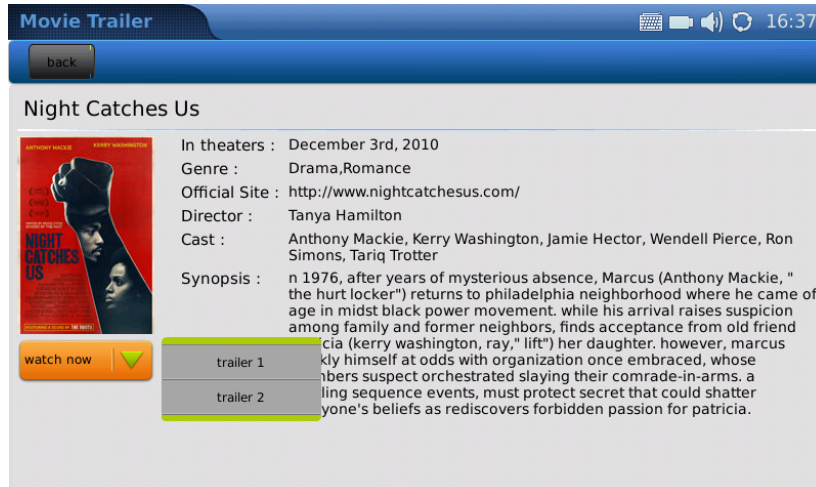 Movie Trailer
16:37
back
Night Catches Us
ANTHONY MACKIE KERRY WASHINGTON
NIGHT
CATCHES
US
FEATURING A SCORE BY THE ROOTS
In theaters : December 3rd, 2010
Genre : Drama,Romance
Official Site : http://www.nightcatchesus.com/
Director : Tanya Hamilton
Cast : Anthony Mackie, Kerry Washington, Jamie Hector, Wendell Pierce, Ron
Simons, Tariq Trotter
Synopsis : n 1976, after years of mysterious absence, Marcus (Anthony Mackie, "
the hurt locker") returns to philadelphia neighborhood where he came of
age in midst black power movement. while his arrival raises suspicion
among family and former neighbors, finds acceptance from old friend
cia (kerry washington, ray," lift") her daughter. however, marcus
kly himself at odds with organization once embraced, whose
bers suspect orchestrated slaying their comrade-in-arms. a
ling sequence events, must protect secret that could shatter
yone's beliefs as rediscovers forbidden passion for patricia.
watch now
trailer 1
trailer 2